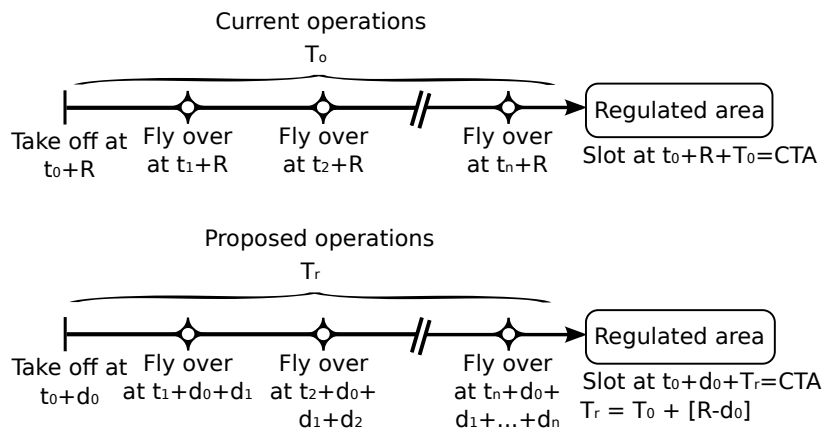 Current operations
Tₒ
Take off at
t₀+R
Fly over
at t₁+R
Fly over
at t₂+R
Fly over
at tₙ+R
Regulated area
Slot at t₀+R+T₀=CTA
Proposed operations
Tᵣ
Take off at
t₀+d₀
Fly over
at t₁+d₀+d₁
Fly over
at t₂+d₀+
d₁+d₂
Fly over
at tₙ+d₀+
d₁+...+dₙ
Regulated area
Slot at t₀+d₀+Tᵣ=CTA
Tᵣ = T₀ + [R-d₀]